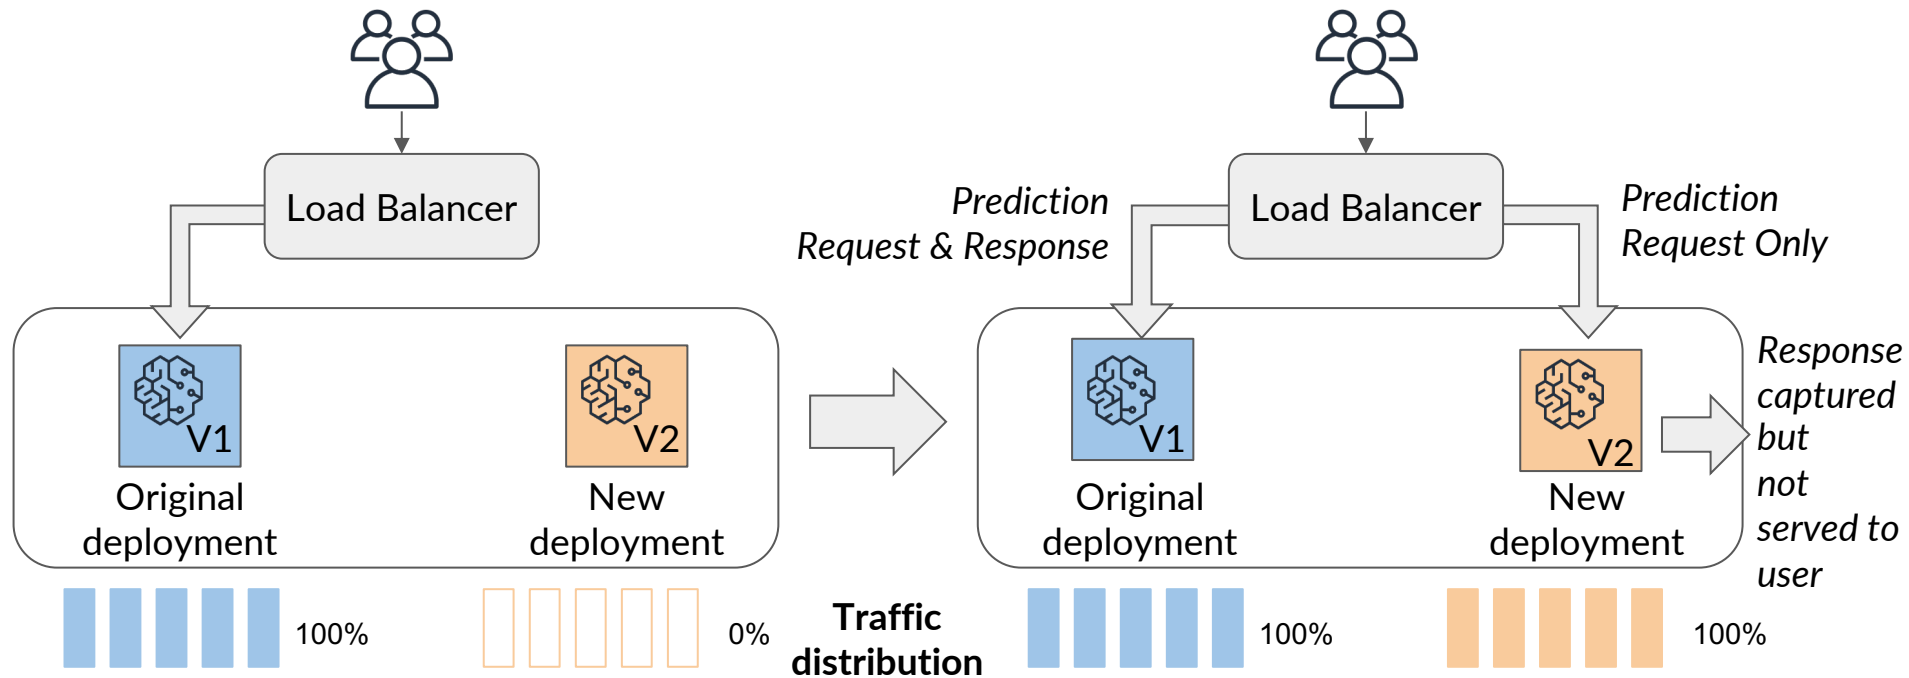 Load Balancer
V1
Original
deployment
V2
New
deployment
100%
0%
Traffic
distribution
Load Balancer
Prediction
Request & Response
Prediction
Request Only
V1
Original
deployment
V2
New
deployment
Response
captured
but
not
served to
user
100%
100%